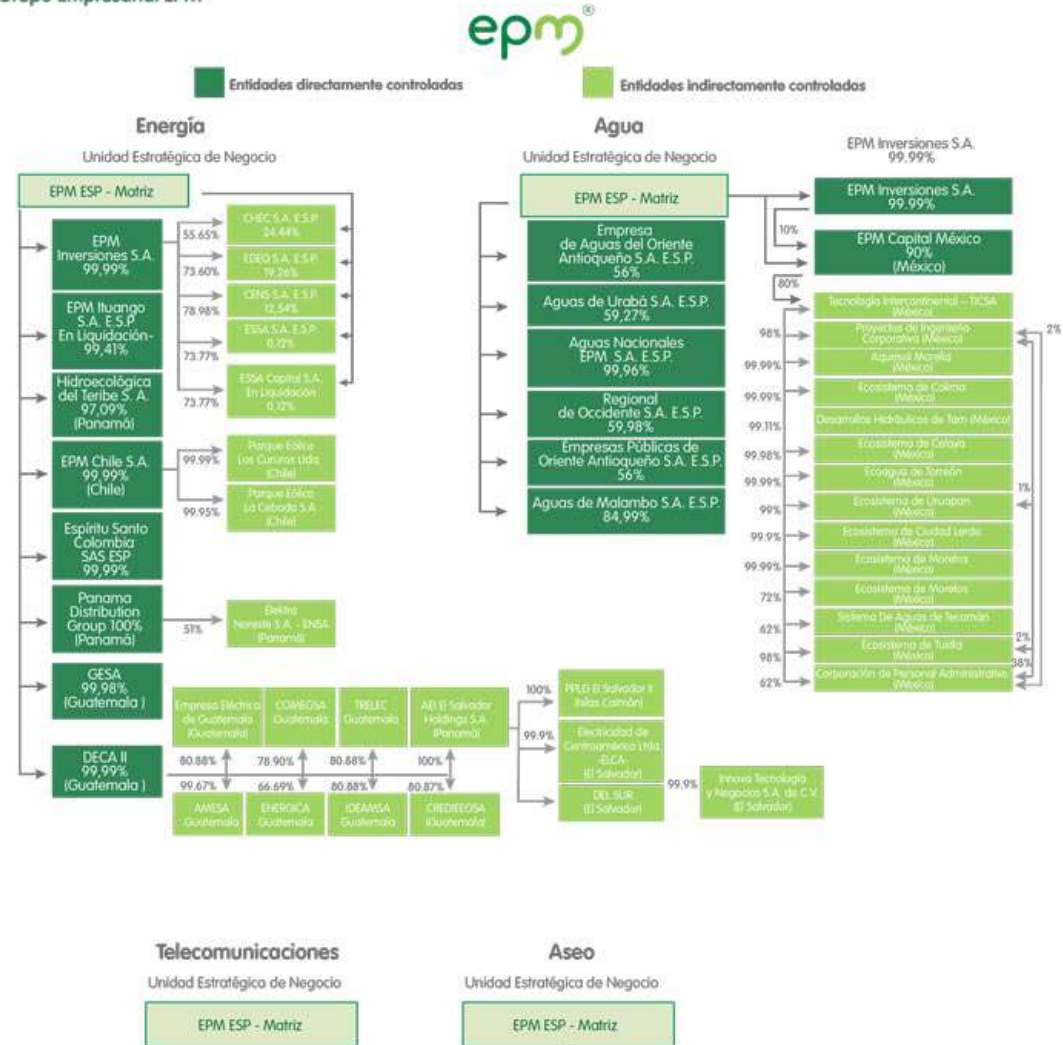 epm®
Entidades directamente controladas
Entidades indirectamente controladas
Energía
Unidad Estratégica de Negocio
EPM ESP - Matriz
EPM
Inversiones S.A.
99,99%
EPM Ituango
S.A. E.S.P
En Liquidación-
99,41%
Hidroecológica
del Teribe S. A.
97,09%
(Panamá)
EPM Chile S.A.
99,99%
(Chile)
Espíritu Santo
Colombia
SAS ESP
99,99%
Panama
Distribution
Group 100%
(Panamá)
GESA
99,98%
(Guatemala )
DECA II
99,99%
(Guatemala )
55.65%
73.60%
78.98%
73.77%
73.77%
CHEC S.A. E.S.P.
24,44%
EDEQ S.A. E.S.P.
19,26%
CENS S.A. E.S.P.
12,54%
ESSA S.A. E.S.P.
0,12%
ESSA Capital S.A.
En Liquidación
0,12%
99.99%
99.95%
Parque Eólico
Los Cururos Ltda.
(Chile)
Parque Eólico
La Cebada S.A.
(Chile)
51%
Elektra
Noreste S.A. - ENSA
(Panamá)
Empresa Eléctrica
de Guatemala
(Guatemala)
COMEGSA
Guatemala
TRELEC
Guatemala
AEI El Salvador
Holdings S.A.
(Panamá)
80.88%
78.90%
80.88%
100%
99.67%
66.69%
80.88%
80.87%
AMESA
Guatemala
ENERGICA
Guatemala
IDEAMSA
Guatemala
CREDIEEGSA
(Guatemala)
100%
99.9%
PPLG El Salvador II
(Islas Caimán)
Electricidad de
Centroamérica Ltda.
-ELCA-
(El Salvador)
DEL SUR
(El Salvador)
99.9%
Innova Tecnología
y Negocios S.A. de C.V.
(El Salvador)
Agua
Unidad Estratégica de Negocio
EPM ESP - Matriz
Empresa
de Aguas del Oriente
Antioqueño S.A. E.S.P.
56%
Aguas de Urabá S.A. E.S.P.
59,27%
Aguas Nacionales
EPM S.A. E.S.P.
99,96%
Regional
de Occidente S.A. E.S.P.
59,98%
Empresas Públicas de
Oriente Antioqueño S.A. E.S.P.
56%
Aguas de Malambo S.A. E.S.P.
84,99%
EPM Inversiones S.A.
99.99%
EPM Inversiones S.A.
99.99%
10%
EPM Capital México
90%
(México)
80%
Tecnología Intercontinental - TICSA
(México)
98%
Proyectos de Ingeniería
Corporativa (México)
2%
99.99%
Aquasol Morelia
(México)
99.99%
Ecosistema de Colima
(México)
99.11%
Desarrollos Hidráulicos de Tam (México)
99.98%
Ecosistema de Celaya
(México)
99.99%
Ecoagua de Torreón
(México)
1%
99%
Ecosistema de Uruapan
(México)
99.9%
Ecosistema de Ciudad Lerdo
(México)
99.99%
Ecosistema de Morelos
(México)
72%
Ecosistema de Morelos
(México)
62%
Sistema De Aguas de Tecomán
(México)
2%
98%
Ecosistema de Tuxtla
(México)
38%
62%
Corporación de Personal Administrativo
(México)
Telecomunicaciones
Unidad Estratégica de Negocio
EPM ESP - Matriz
Aseo
Unidad Estratégica de Negocio
EPM ESP - Matriz